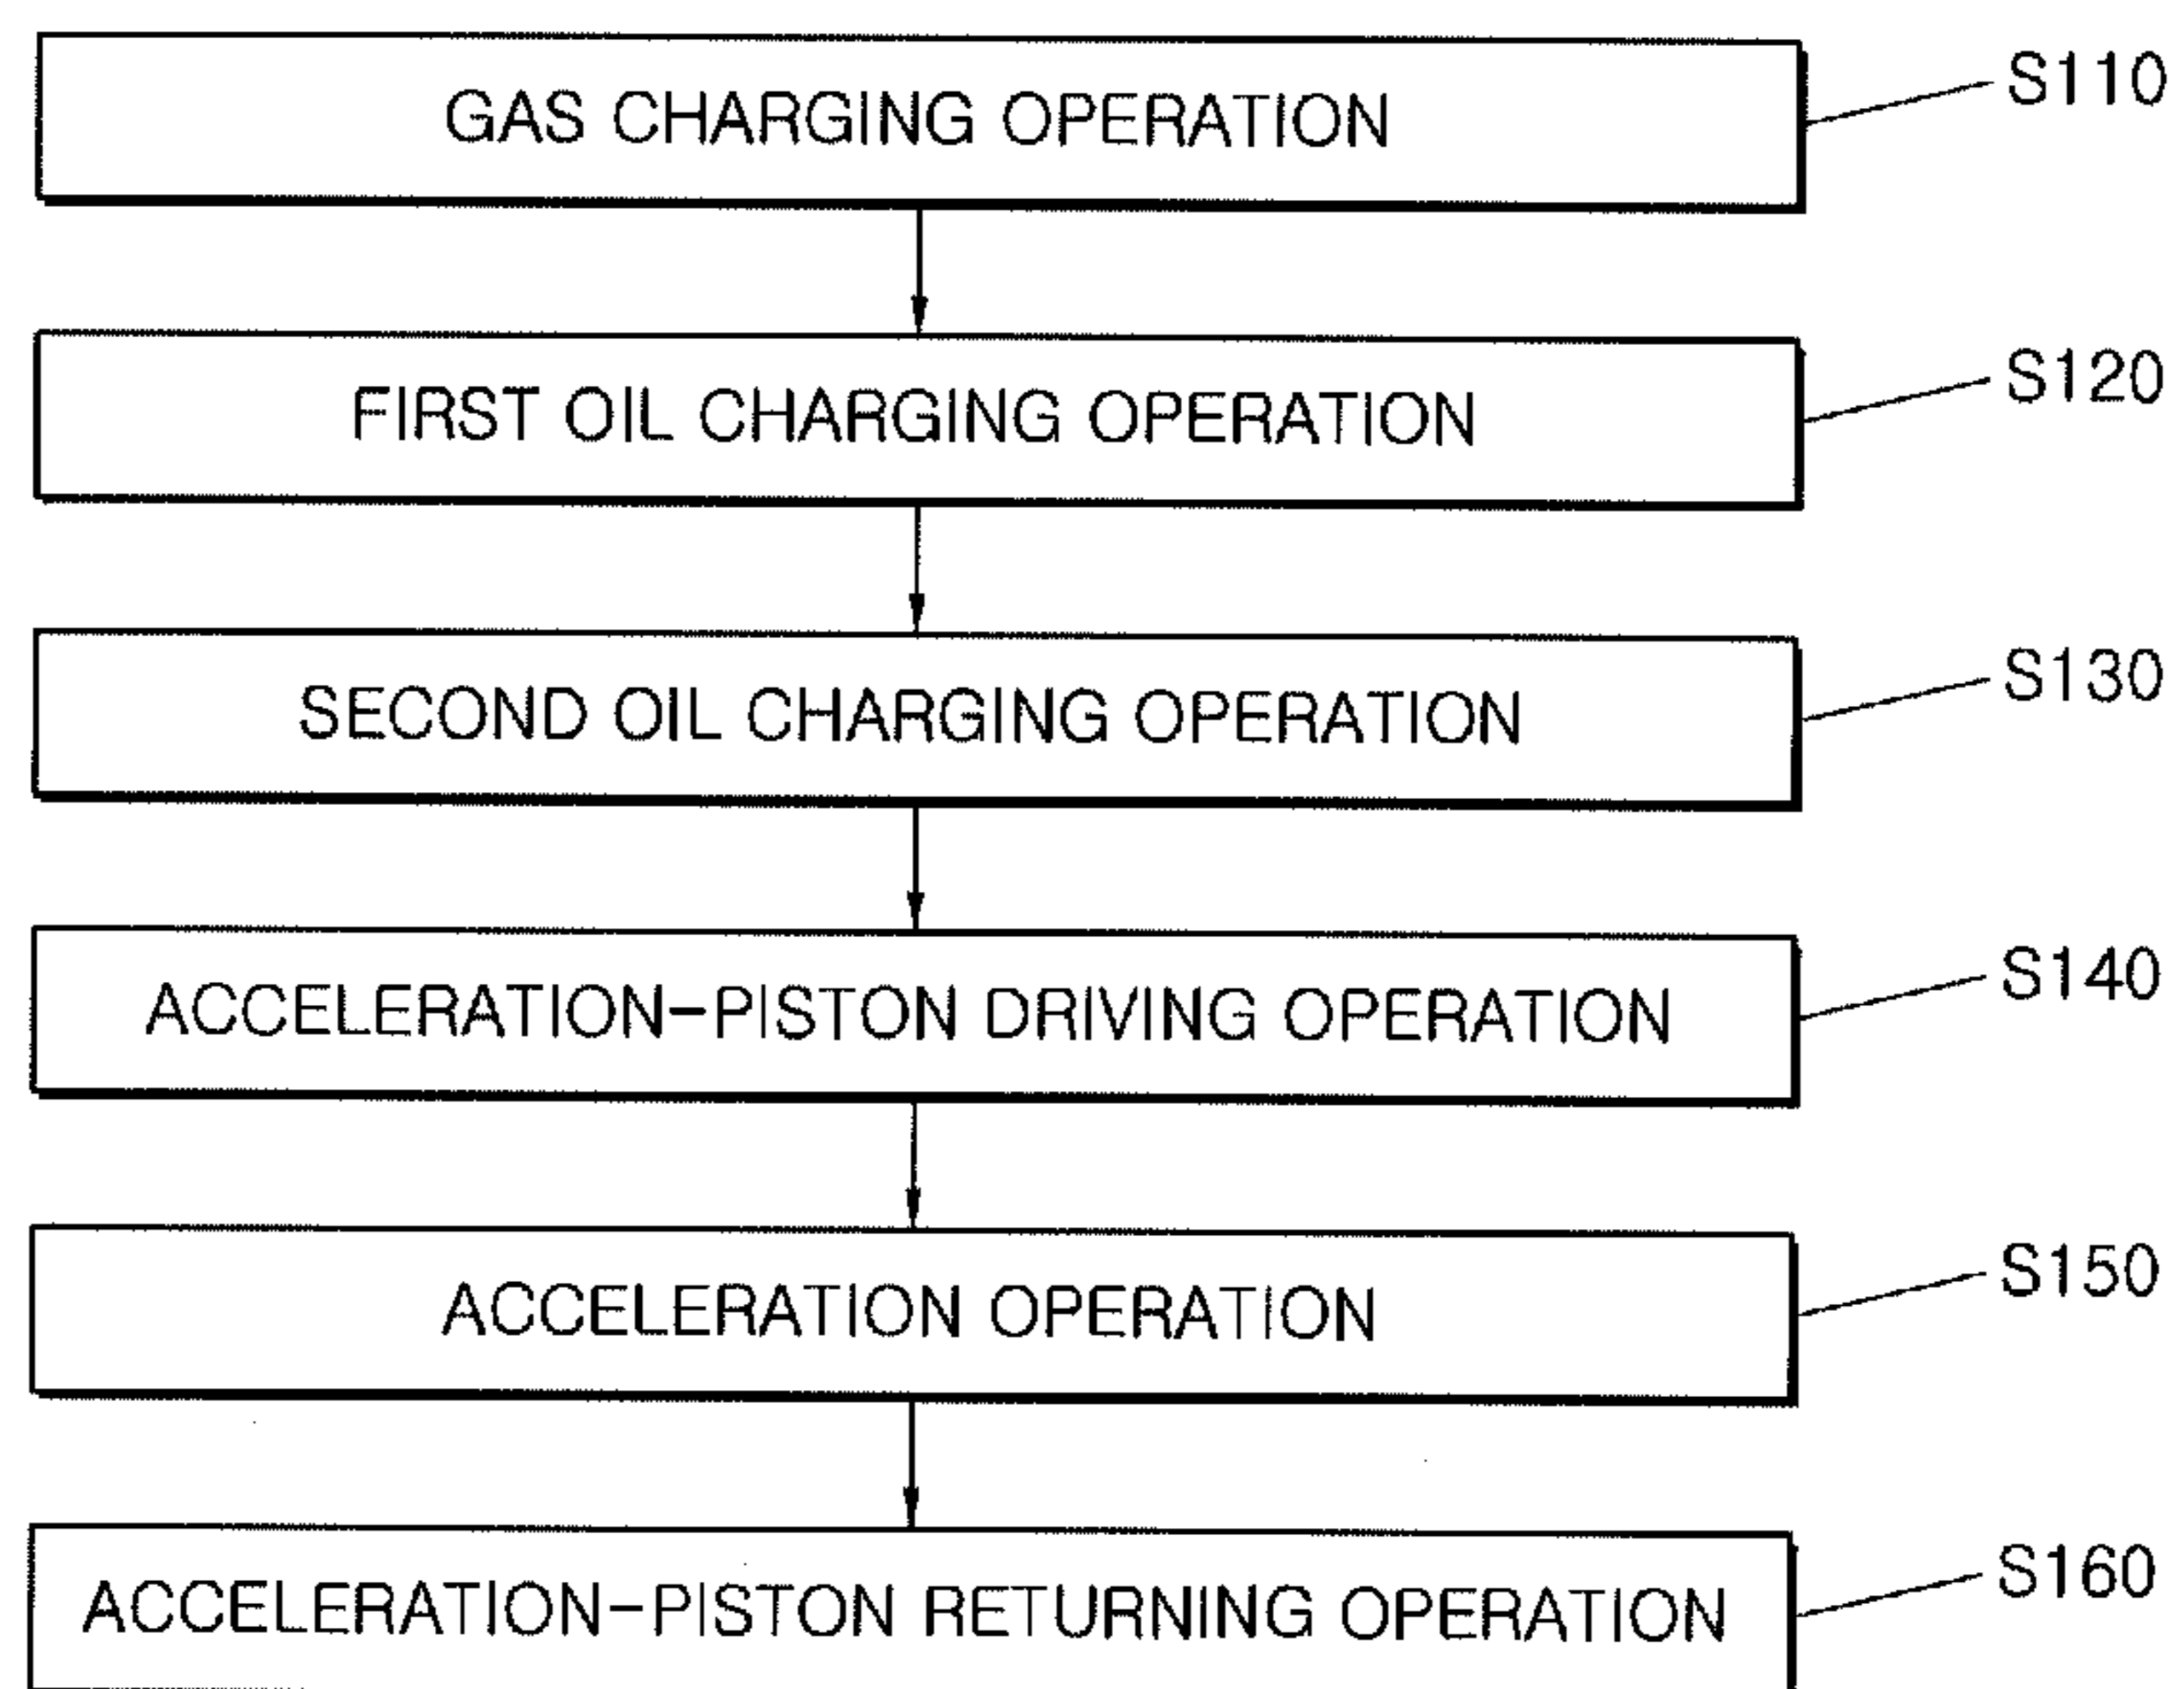 GAS CHARGING OPERATION
S110
FIRST OIL CHARGING OPERATION
S120
SECOND OIL CHARGING OPERATION
S130
ACCELERATION-PISTON DRIVING OPERATION
S140
ACCELERATION OPERATION
S150
ACCELERATION-PISTON RETURNING OPERATION
S160